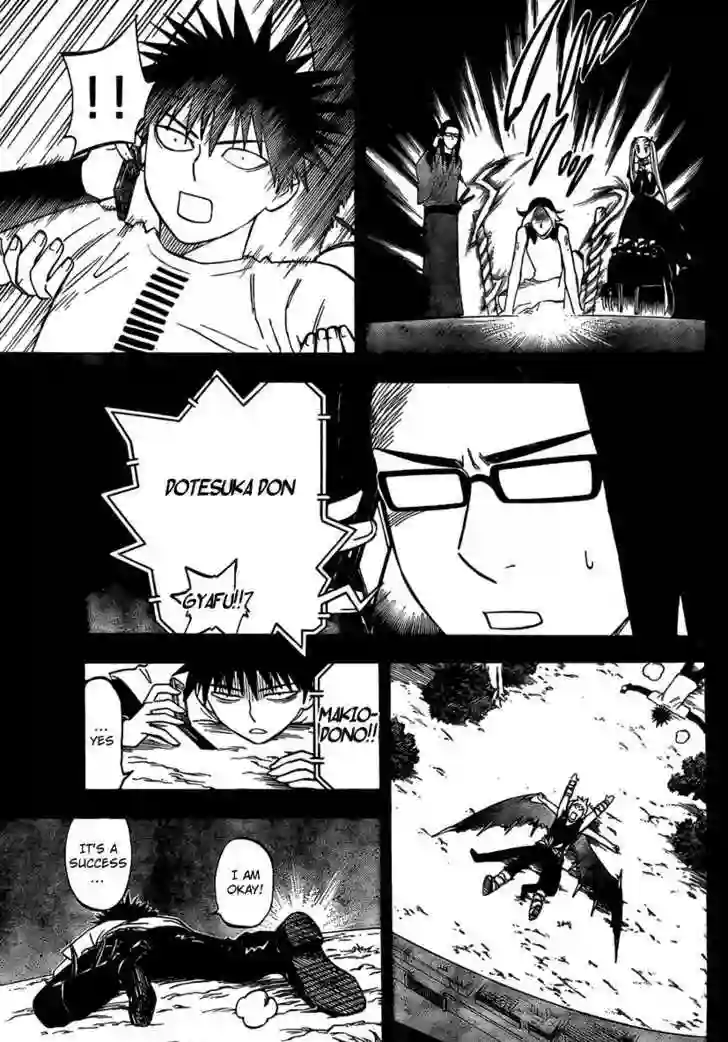 !!
DOTESUKA DON
GYAFU!!?
MAKIO-
DONO!!
...
YES
I AM
OKAY!
IT'S A
SUCCESS
...